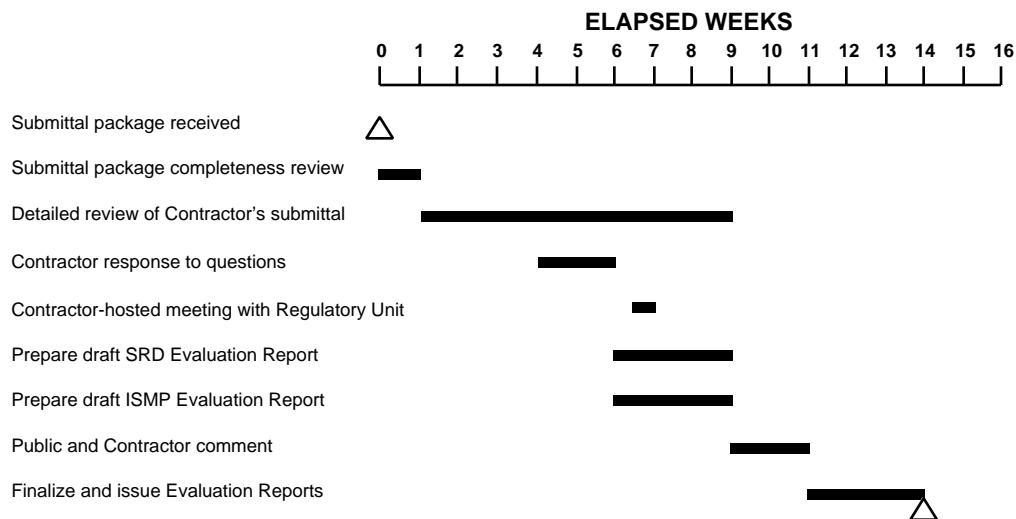 ELAPSED WEEKS
0 1 2 3 4 5 6 7 8 9 10 11 12 13 14 15 16
Submittal package received
Submittal package completeness review
Detailed review of Contractor's submittal
Contractor response to questions
Contractor-hosted meeting with Regulatory Unit
Prepare draft SRD Evaluation Report
Prepare draft ISMP Evaluation Report
Public and Contractor comment
Finalize and issue Evaluation Reports